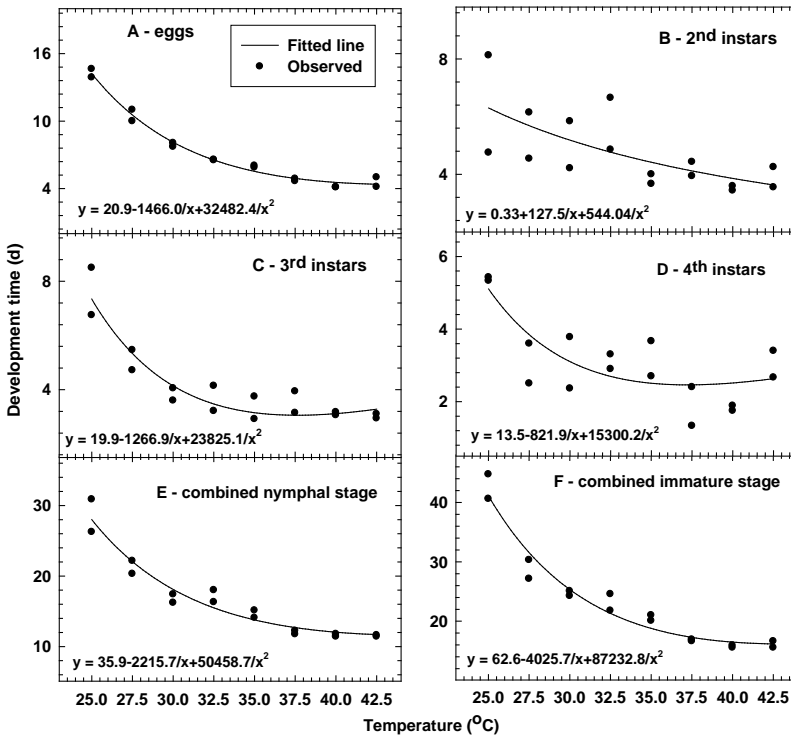 A - eggs
Fitted line
Observed
16
10
4
y = 20.9-1466.0/x+32482.4/x²
B - 2nd instars
8
4
y = 0.33+127.5/x+544.04/x²
C - 3rd instars
8
4
y = 19.9-1266.9/x+23825.1/x²
D - 4th instars
6
4
2
y = 13.5-821.9/x+15300.2/x²
Development time (d)
E - combined nymphal stage
30
20
10
y = 35.9-2215.7/x+50458.7/x²
F - combined immature stage
40
30
20
y = 62.6-4025.7/x+87232.8/x²
25.0 27.5 30.0 32.5 35.0 37.5 40.0 42.5
25.0 27.5 30.0 32.5 35.0 37.5 40.0 42.5
Temperature (⁰C)